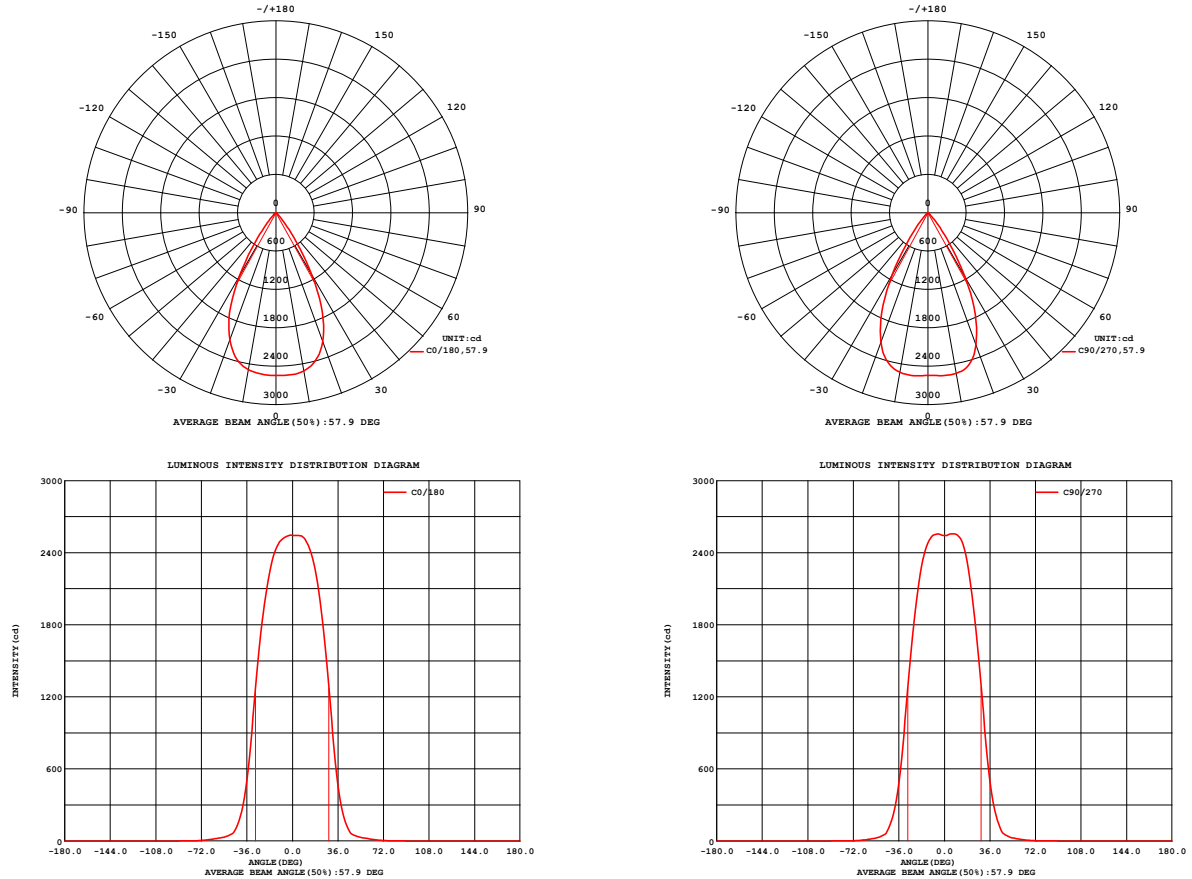 -/+180
-150
150
-120
120
-90
90
-60
60
-30
30
0
0
600
1200
1800
2400
3000
UNIT:cd
C0/180,57.9
AVERAGE BEAM ANGLE(50%):57.9 DEG
-/+180
-150
150
-120
120
-90
90
-60
60
-30
30
0
0
600
1200
1800
2400
3000
UNIT:cd
C90/270,57.9
AVERAGE BEAM ANGLE(50%):57.9 DEG
LUMINOUS INTENSITY DISTRIBUTION DIAGRAM
C0/180
INTENSITY(cd)
3000
2400
1800
1200
600
0
-180.0 -144.0 -108.0 -72.0 -36.0 0.0 36.0 72.0 108.0 144.0 180.0
ANGLE(DEG)
AVERAGE BEAM ANGLE(50%):57.9 DEG
LUMINOUS INTENSITY DISTRIBUTION DIAGRAM
C90/270
INTENSITY(cd)
3000
2400
1800
1200
600
0
-180.0 -144.0 -108.0 -72.0 -36.0 0.0 36.0 72.0 108.0 144.0 180.0
ANGLE(DEG)
AVERAGE BEAM ANGLE(50%):57.9 DEG